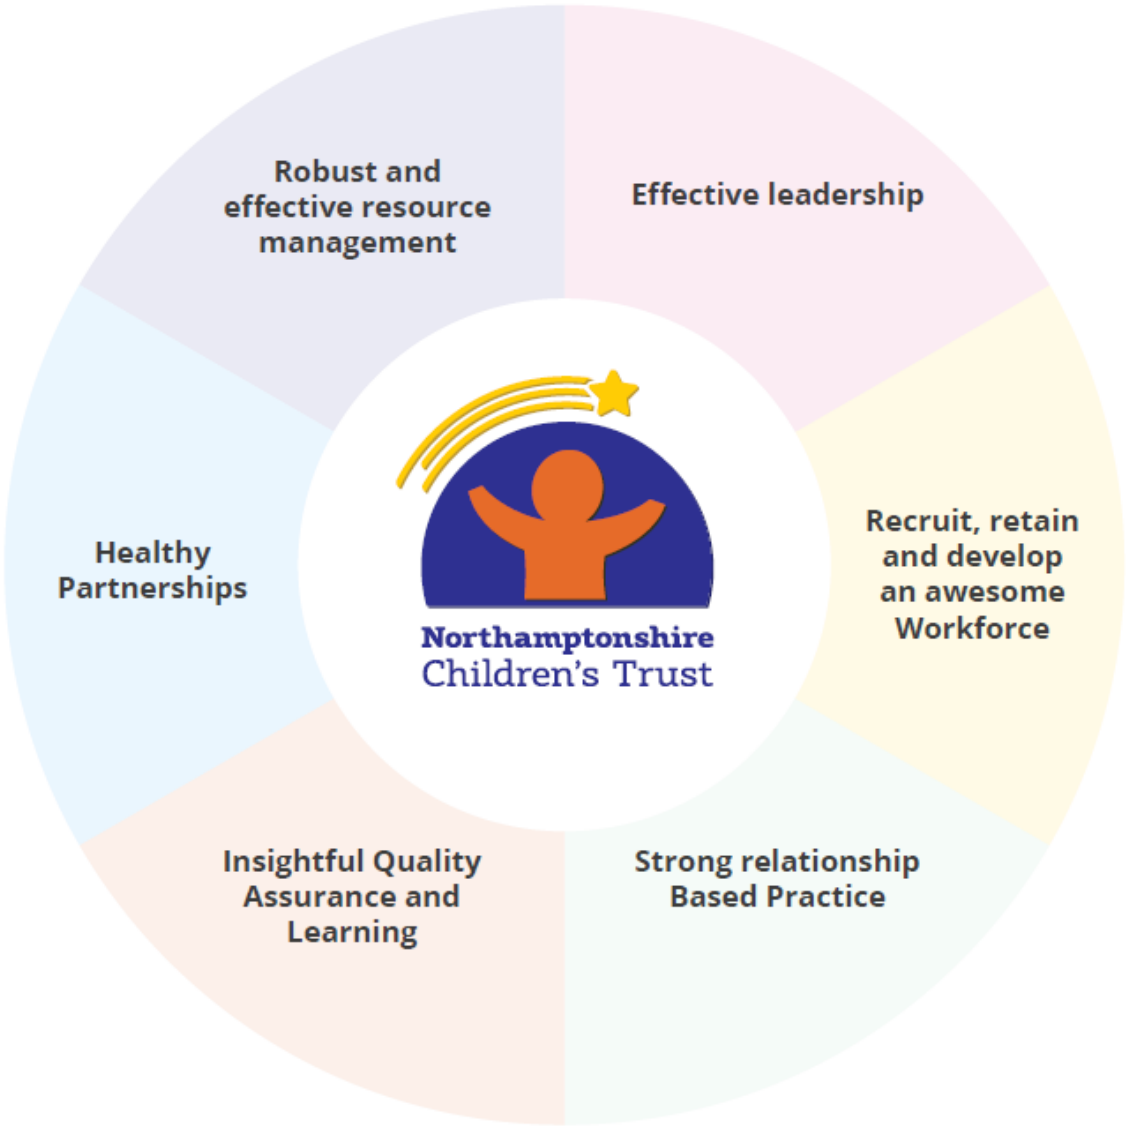 Robust and
effective resource
management
Effective leadership
Recruit, retain
and develop
an awesome
Workforce
Strong relationship
Based Practice
Insightful Quality
Assurance and
Learning
Healthy
Partnerships
Northamptonshire
Children's Trust